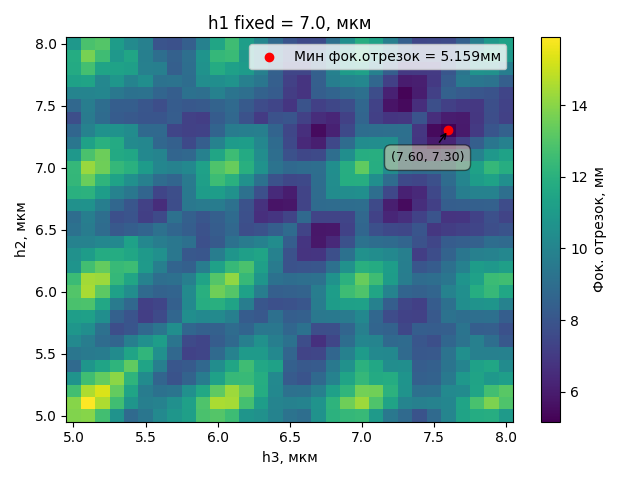 h1 fixed = 7.0, мкм
Мин фок.отрезок = 5.159мм
(7.60, 7.30)
h2, мкм
8.0
7.5
7.0
6.5
6.0
5.5
5.0
5.0 5.5 6.0 6.5 7.0 7.5 8.0
h3, мкм
14
12
10
8
6
Фок. отрезок, мм